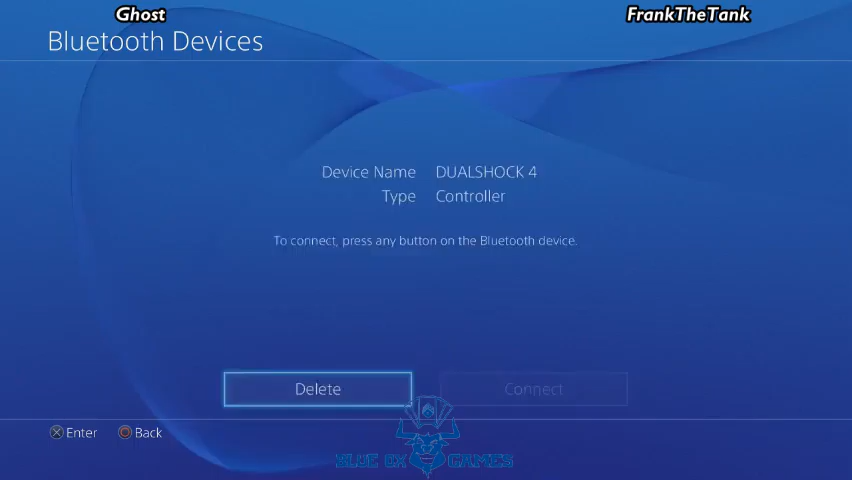 Ghost
FrankTheTank
Bluetooth Devices
Device Name DUALSHOCK 4
Type Controller
To connect, press any button on the Bluetooth device.
Delete
Connect
Enter
Back
BLUE OX GAMES